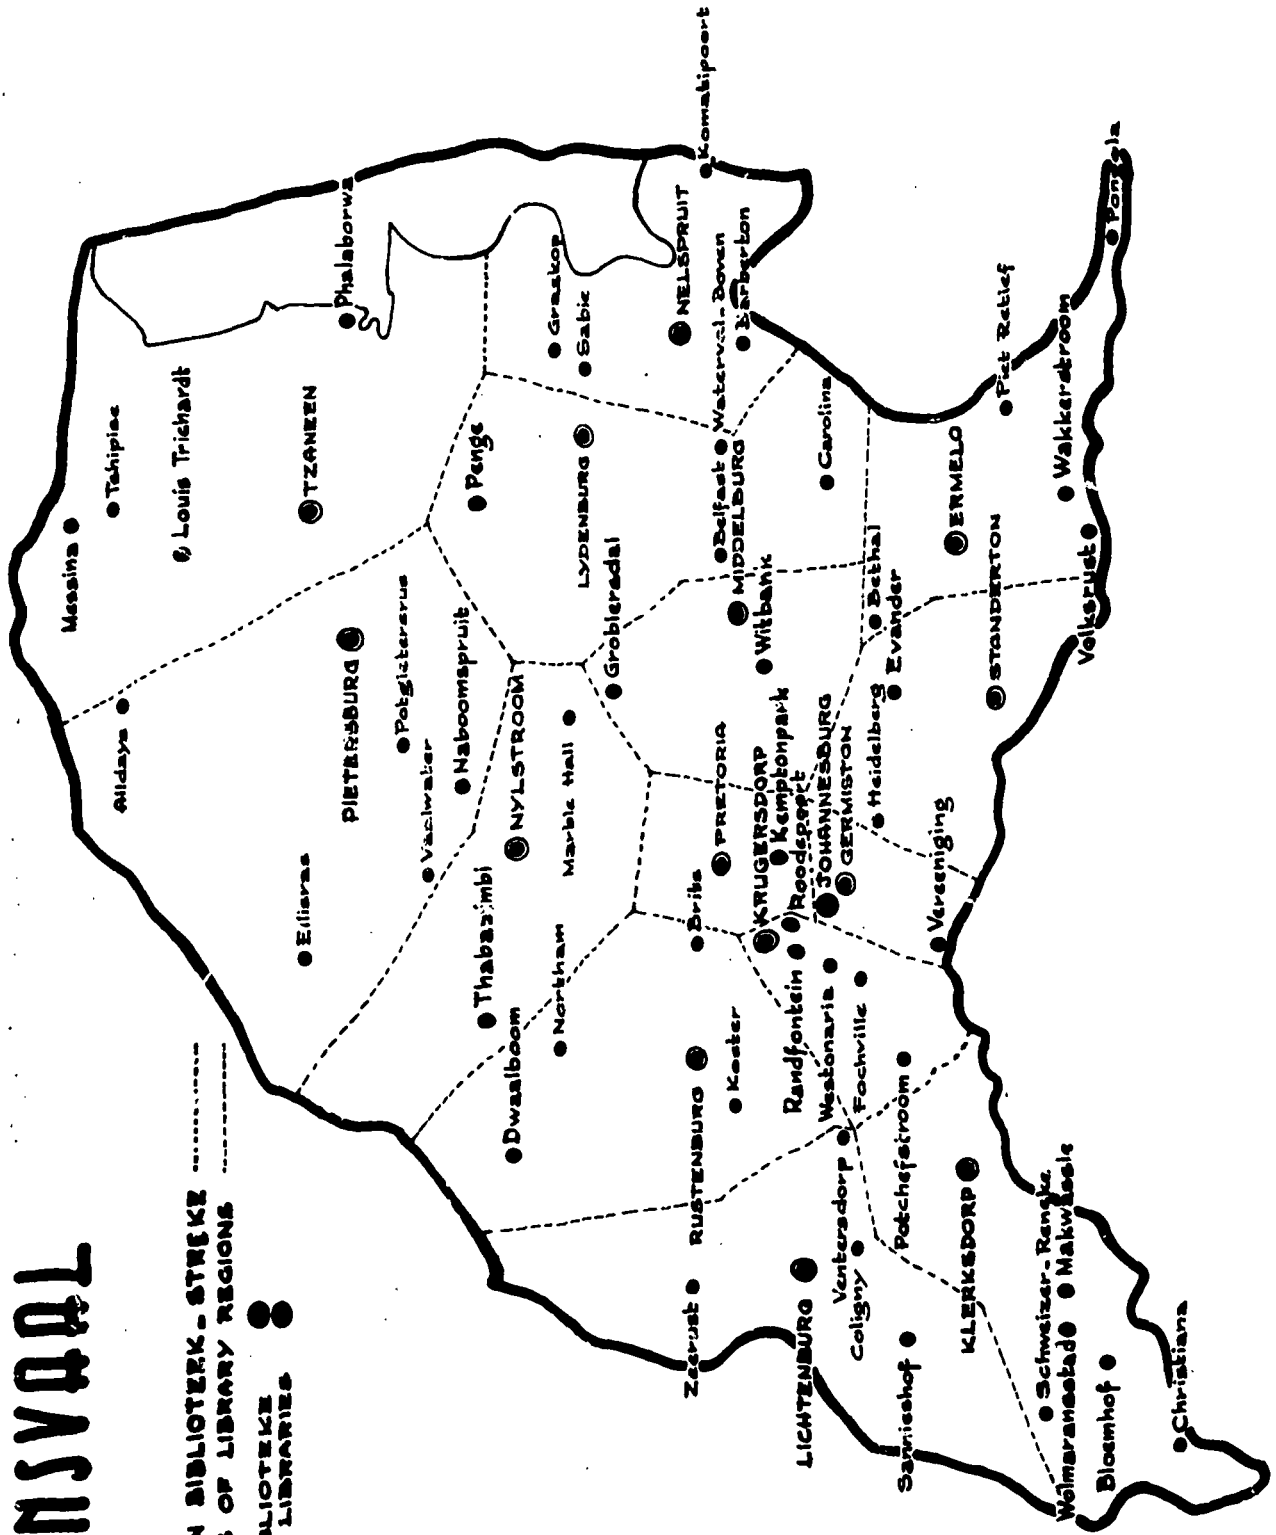 NSVAAL
N BIBLIOTEEK-STREKE
S OF LIBRARY REGIONS
BLIOTEKE
LIBRARIES
Messina
Tshipise
Louis Trichardt
Alldays
TZANEEN
Phalaborwa
PIETERSBURG
Potgietersrus
Ellisras
Vaalwater
Naboomspruit
Penge
NYLSTROOM
Thabazimbi
Marble Hall
Northam
Dwaalboom
Graskop
Sabie
LYDENBURG
Groblersdal
NELSPRUIT
Komatipoort
Waterval-Boven
Barberton
Belfast
MIDDELBURG
Witbank
Carolina
PRETORIA
Brits
KRUGERSDORP
Kemptonpark
Roodepoort
JOHANNESBURG
GERMISTON
RUSTENBURG
Koster
Zeerust
Randfontein
Westonaria
Fochville
Heidelberg
Evander
Bethal
ERMELO
Piet Retief
Pongola
Wakkerstroom
STANDERTON
Volksrust
Vereeniging
Potchefstroom
Ventersdorp
Coligny
LICHTENBURG
Sannieshof
KLERKSDORP
Schweizer-Reneke
Makwassie
Wolmaransstad
Bloemhof
Christiana